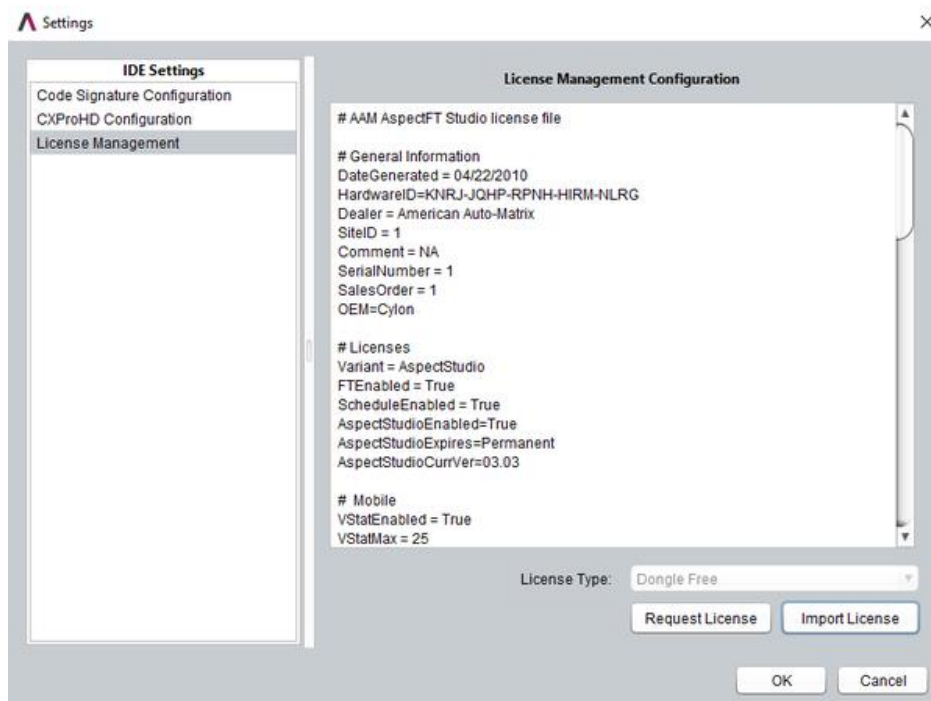 Settings
IDE Settings
Code Signature Configuration
CXProHD Configuration
License Management
License Management Configuration
# AAM AspectFT Studio license file
# General Information
DateGenerated = 04/22/2010
HardwareID=KNRJ-JQHP-RPNH-HIRM-NLRG
Dealer = American Auto-Matrix
SiteID = 1
Comment = NA
SerialNumber = 1
SalesOrder = 1
OEM=Cylon
# Licenses
Variant = AspectStudio
FTEnabled = True
ScheduleEnabled = True
AspectStudioEnabled=True
AspectStudioExpires=Permanent
AspectStudioCurrVer=03.03
# Mobile
VStatEnabled = True
VStatMax = 25
License Type:
Dongle Free
Request License
Import License
OK
Cancel